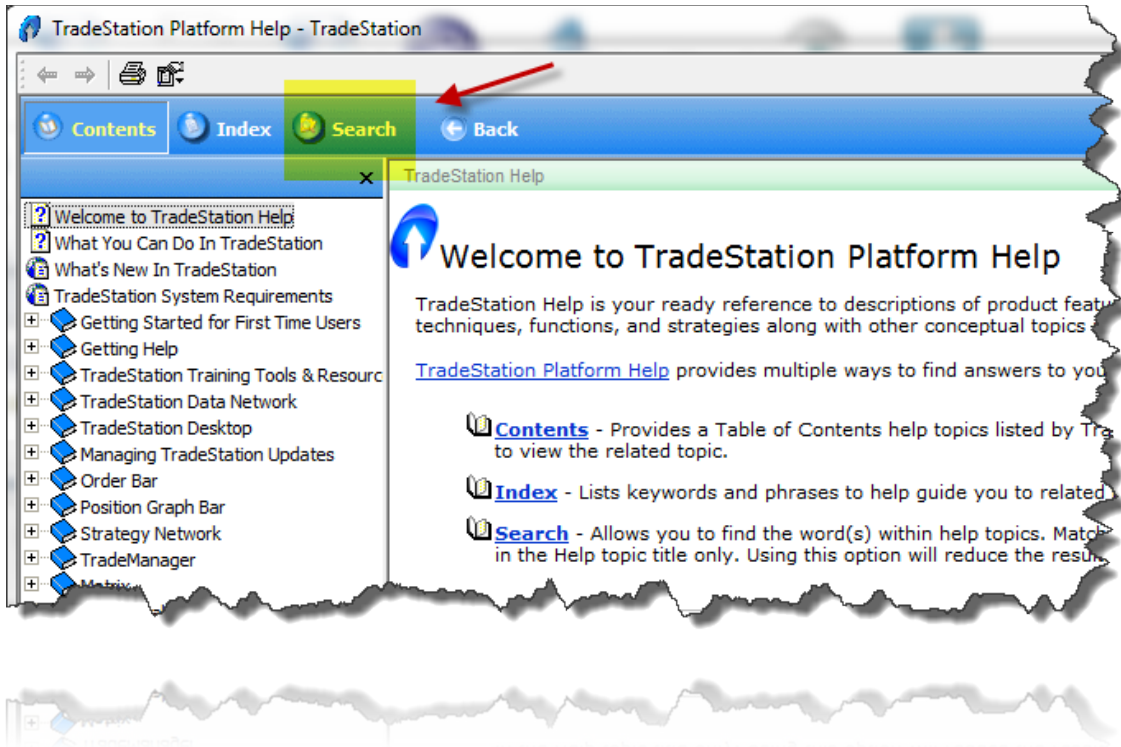 TradeStation Platform Help - TradeStation
Contents Index Search Back
TradeStation Help
Welcome to TradeStation Help
What You Can Do In TradeStation
What's New In TradeStation
TradeStation System Requirements
Getting Started for First Time Users
Getting Help
TradeStation Training Tools & Resourc
TradeStation Data Network
TradeStation Desktop
Managing TradeStation Updates
Order Bar
Position Graph Bar
Strategy Network
TradeManager
Matrix
Welcome to TradeStation Platform Help
TradeStation Help is your ready reference to descriptions of product featu
techniques, functions, and strategies along with other conceptual topics
TradeStation Platform Help provides multiple ways to find answers to you
Contents - Provides a Table of Contents help topics listed by Tra
to view the related topic.
Index - Lists keywords and phrases to help guide you to related
Search - Allows you to find the word(s) within help topics. Match
in the Help topic title only. Using this option will reduce the resul